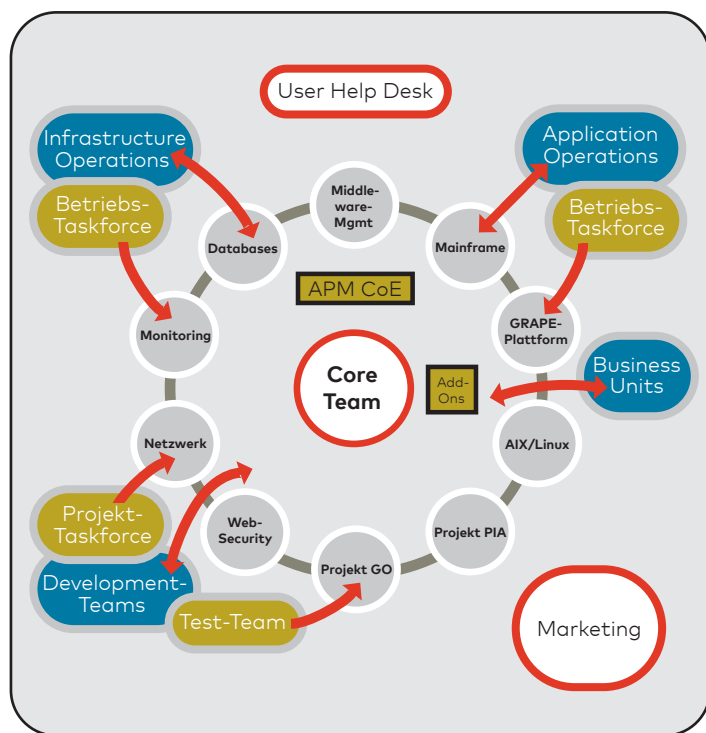 User Help Desk
Infrastructure
Operations
Application
Operations
Betriebs-
Taskforce
Betriebs-
Taskforce
Middle-
ware-
Mgmt
Databases
Mainframe
APM CoE
Monitoring
GRAPE-
Plattform
Core
Team
Add-
Ons
Business
Units
Netzwerk
AIX/Linux
Projekt-
Taskforce
Web-
Security
Projekt PIA
Development-
Teams
Projekt GO
Test-Team
Marketing